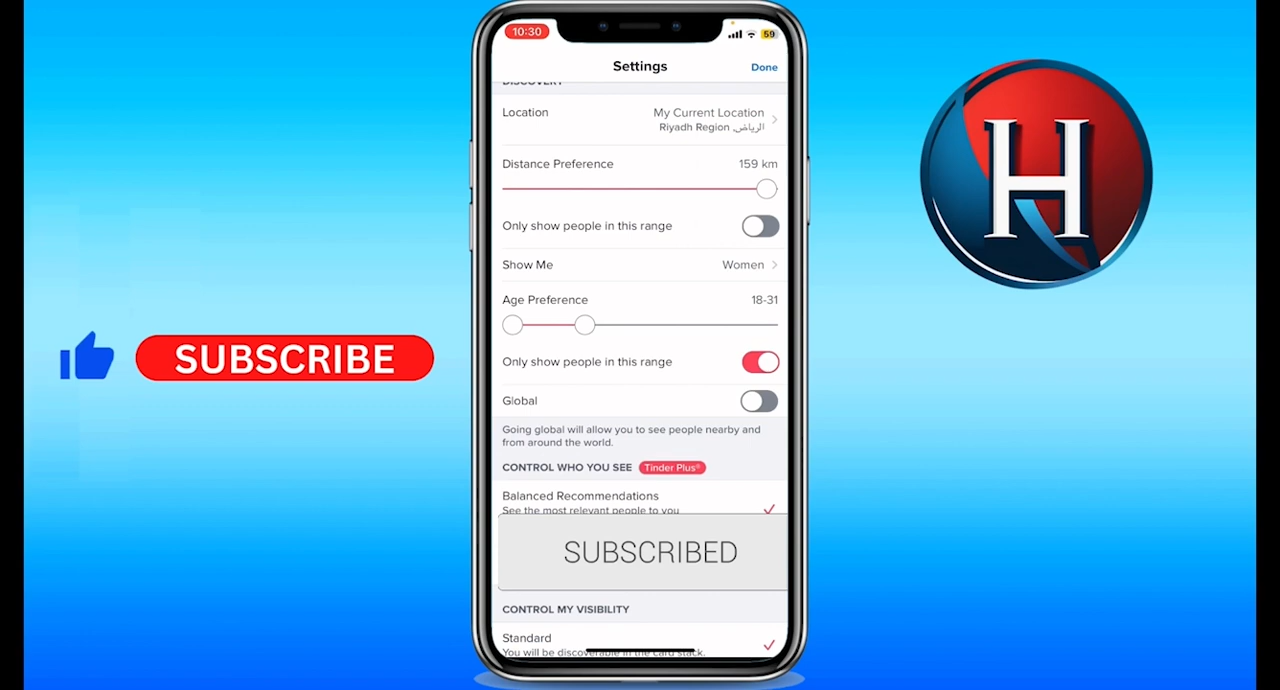 10:30
59
Settings
Done
DISCOVERY
Location
My Current Location
Riyadh Region ,الرياض
Distance Preference
159 km
Only show people in this range
Show Me
Women
Age Preference
18-31
Only show people in this range
Global
Going global will allow you to see people nearby and
from around the world.
CONTROL WHO YOU SEE
Tinder Plus®
Balanced Recommendations
See the most relevant people to you
SUBSCRIBED
CONTROL MY VISIBILITY
Standard
You will be discoverable in the card stack.
SUBSCRIBE
H